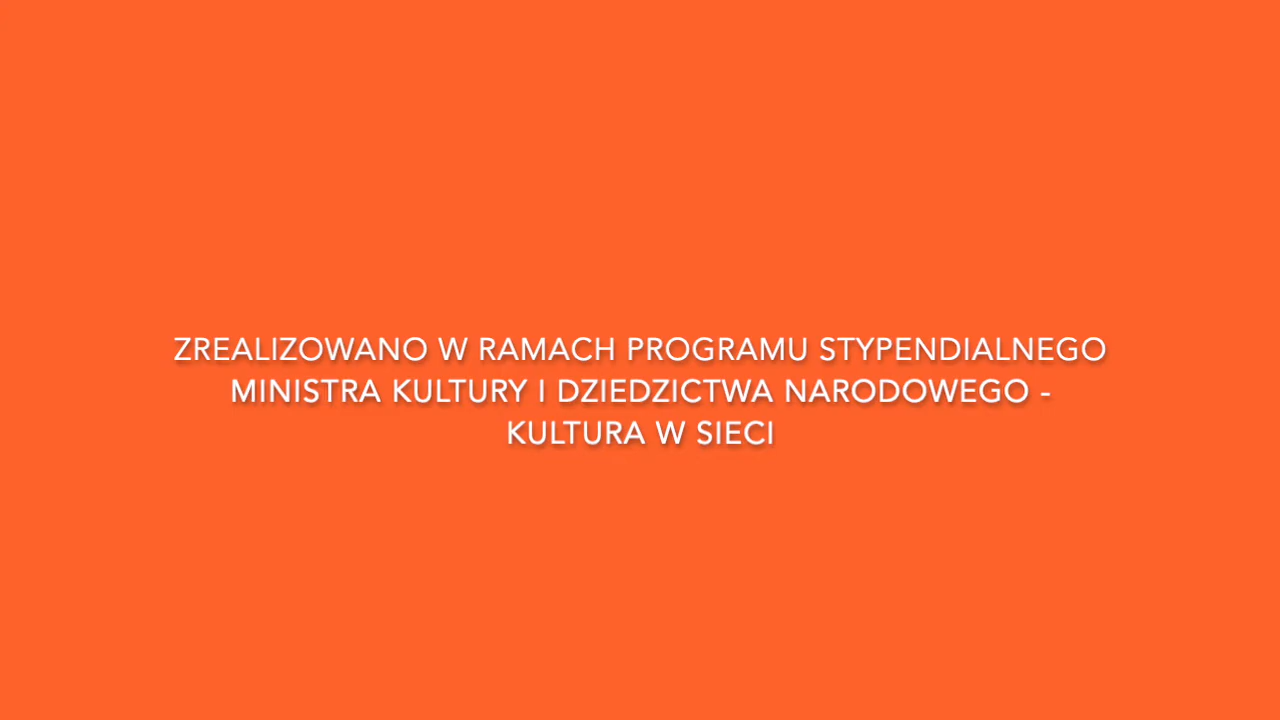 ZREALIZOWANO W RAMACH PROGRAMU STYPENDIALNEGO
MINISTRA KULTURY I DZIEDZICTWA NARODOWEGO -
KULTURA W SIECI